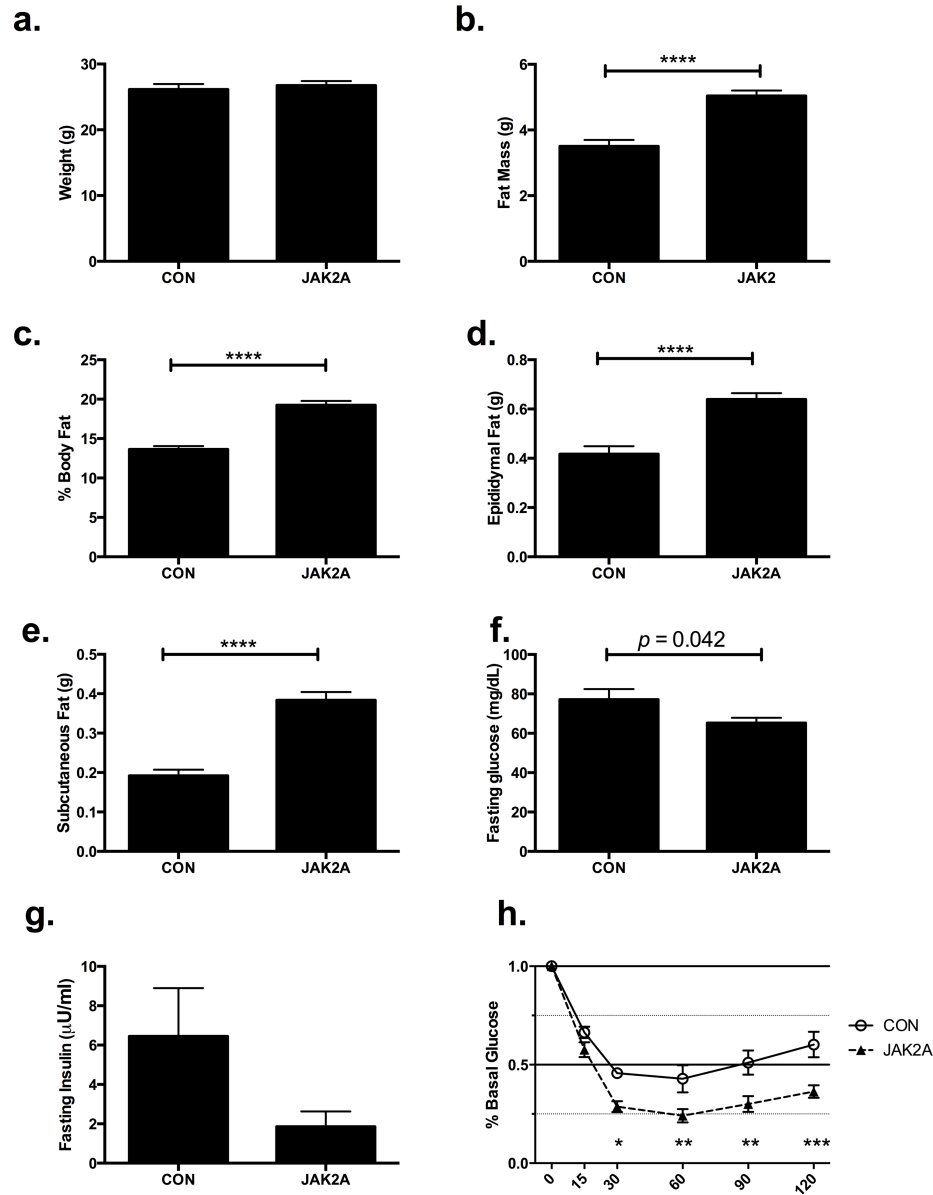 a.
30
20
10
0
Weight (g)
CON
JAK2A
b.
****
6
4
2
0
Fat Mass (g)
CON
JAK2
c.
****
25
20
15
10
5
0
% Body Fat
CON
JAK2A
d.
****
0.8
0.6
0.4
0.2
0.0
Epididymal Fat (g)
CON
JAK2A
e.
****
0.5
0.4
0.3
0.2
0.1
0.0
Subcutaneous Fat (g)
CON
JAK2A
f.
p = 0.042
100
80
60
40
20
0
Fasting glucose (mg/dL)
CON
JAK2A
g.
10
8
6
4
2
0
Fasting Insulin (μU/ml)
CON
JAK2A
h.
1.0
0.5
0.0
% Basal Glucose
CON
JAK2A
* ** ** ***
0 15 30 60 90 120